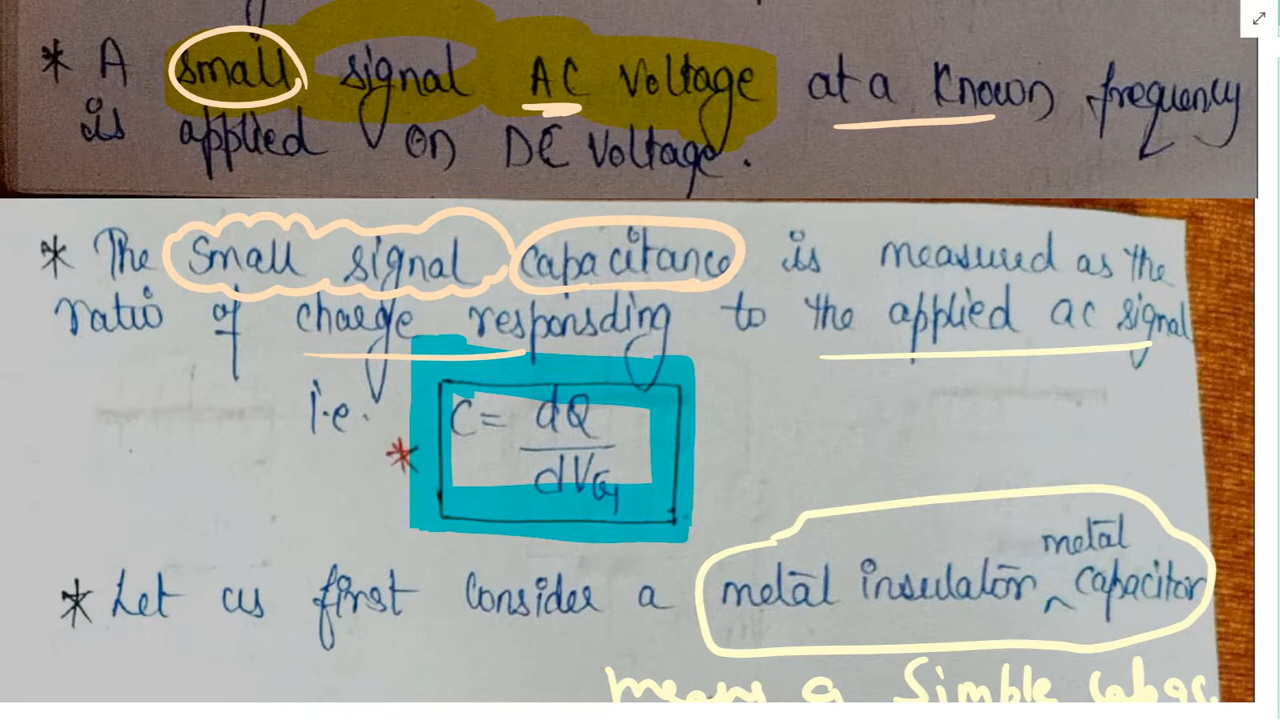 * A small signal AC Voltage at a known frequency
is applied on DC Voltage.
* The small signal capacitance is measured as the
ratio of charge responsding to the applied ac signal
i.e.
* C = dQ/dVG
metal
* Let us first consider a metal insulator ^ capacitor
means a Simple